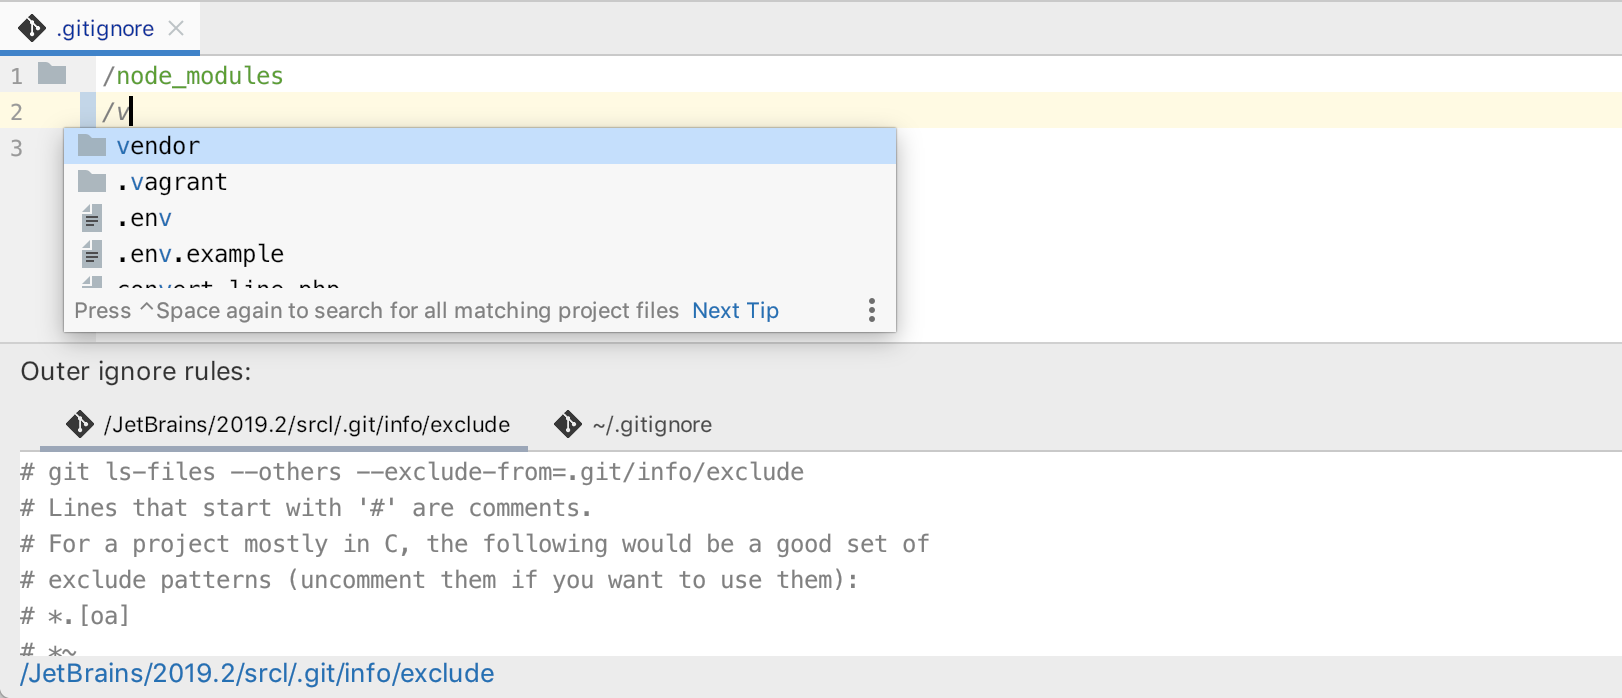 .gitignore
1 /node_modules
2 /v
3
vendor
.vagrant
.env
.env.example
convert-line.php
Press ^Space again to search for all matching project files Next Tip
Outer ignore rules:
/JetBrains/2019.2/srcl/.git/info/exclude ~/.gitignore
# git ls-files --others --exclude-from=.git/info/exclude
# Lines that start with '#' are comments.
# For a project mostly in C, the following would be a good set of
# exclude patterns (uncomment them if you want to use them):
# *.[oa]
# *~
/JetBrains/2019.2/srcl/.git/info/exclude